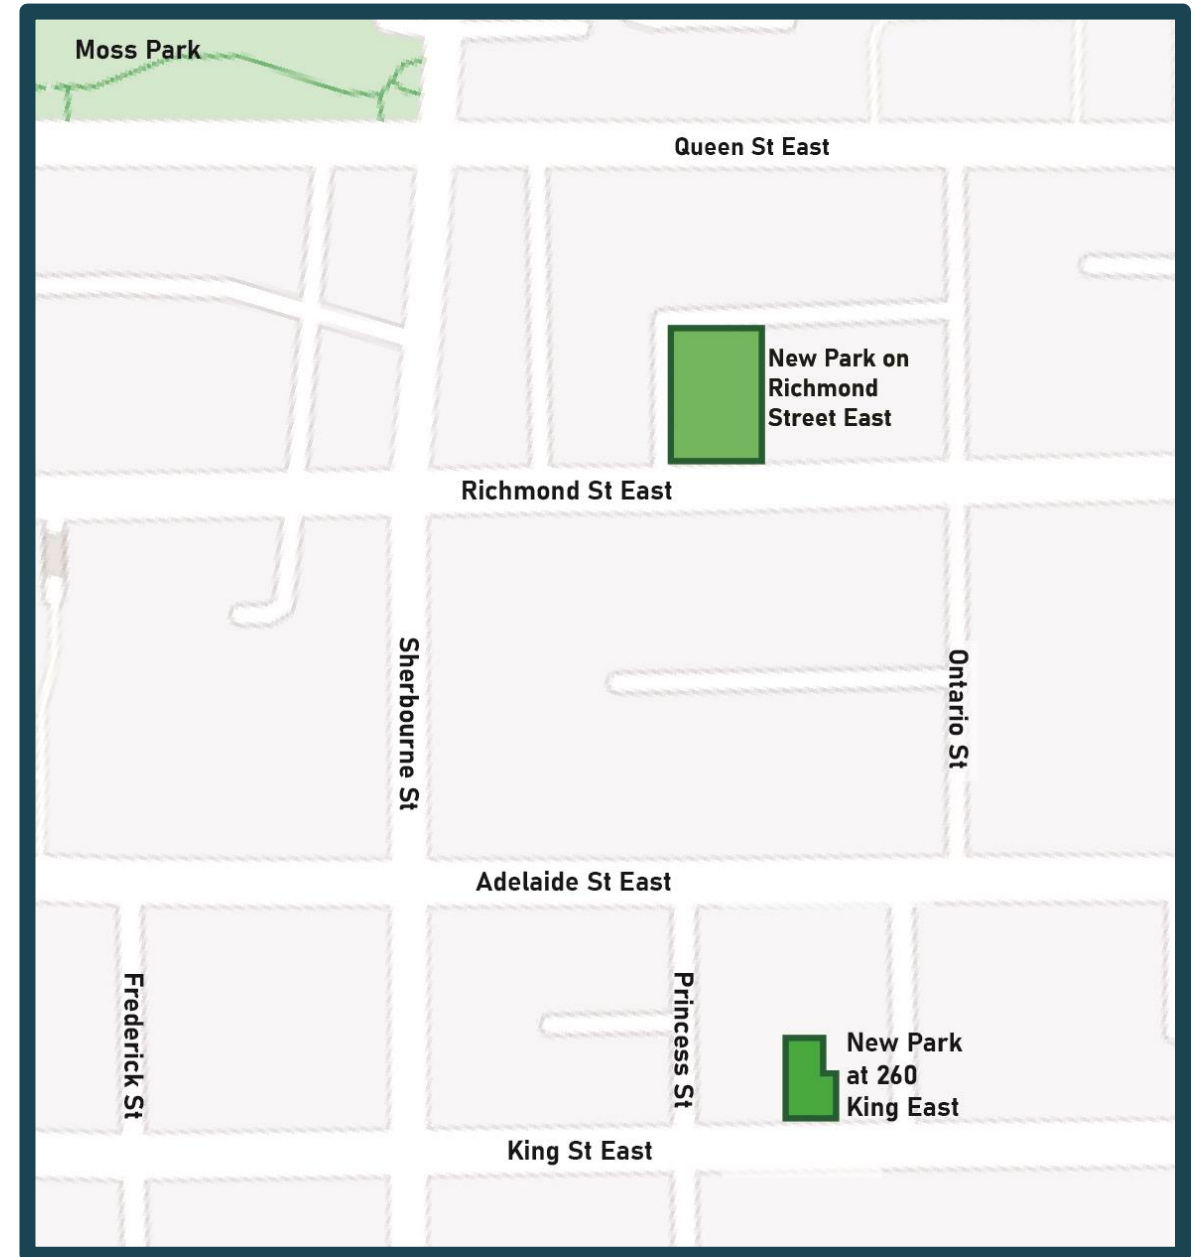 Moss Park
Queen St East
New Park on
Richmond
Street East
Richmond St East
Sherbourne St
Ontario St
Adelaide St East
Frederick St
Princess St
New Park
at 260
King East
King St East